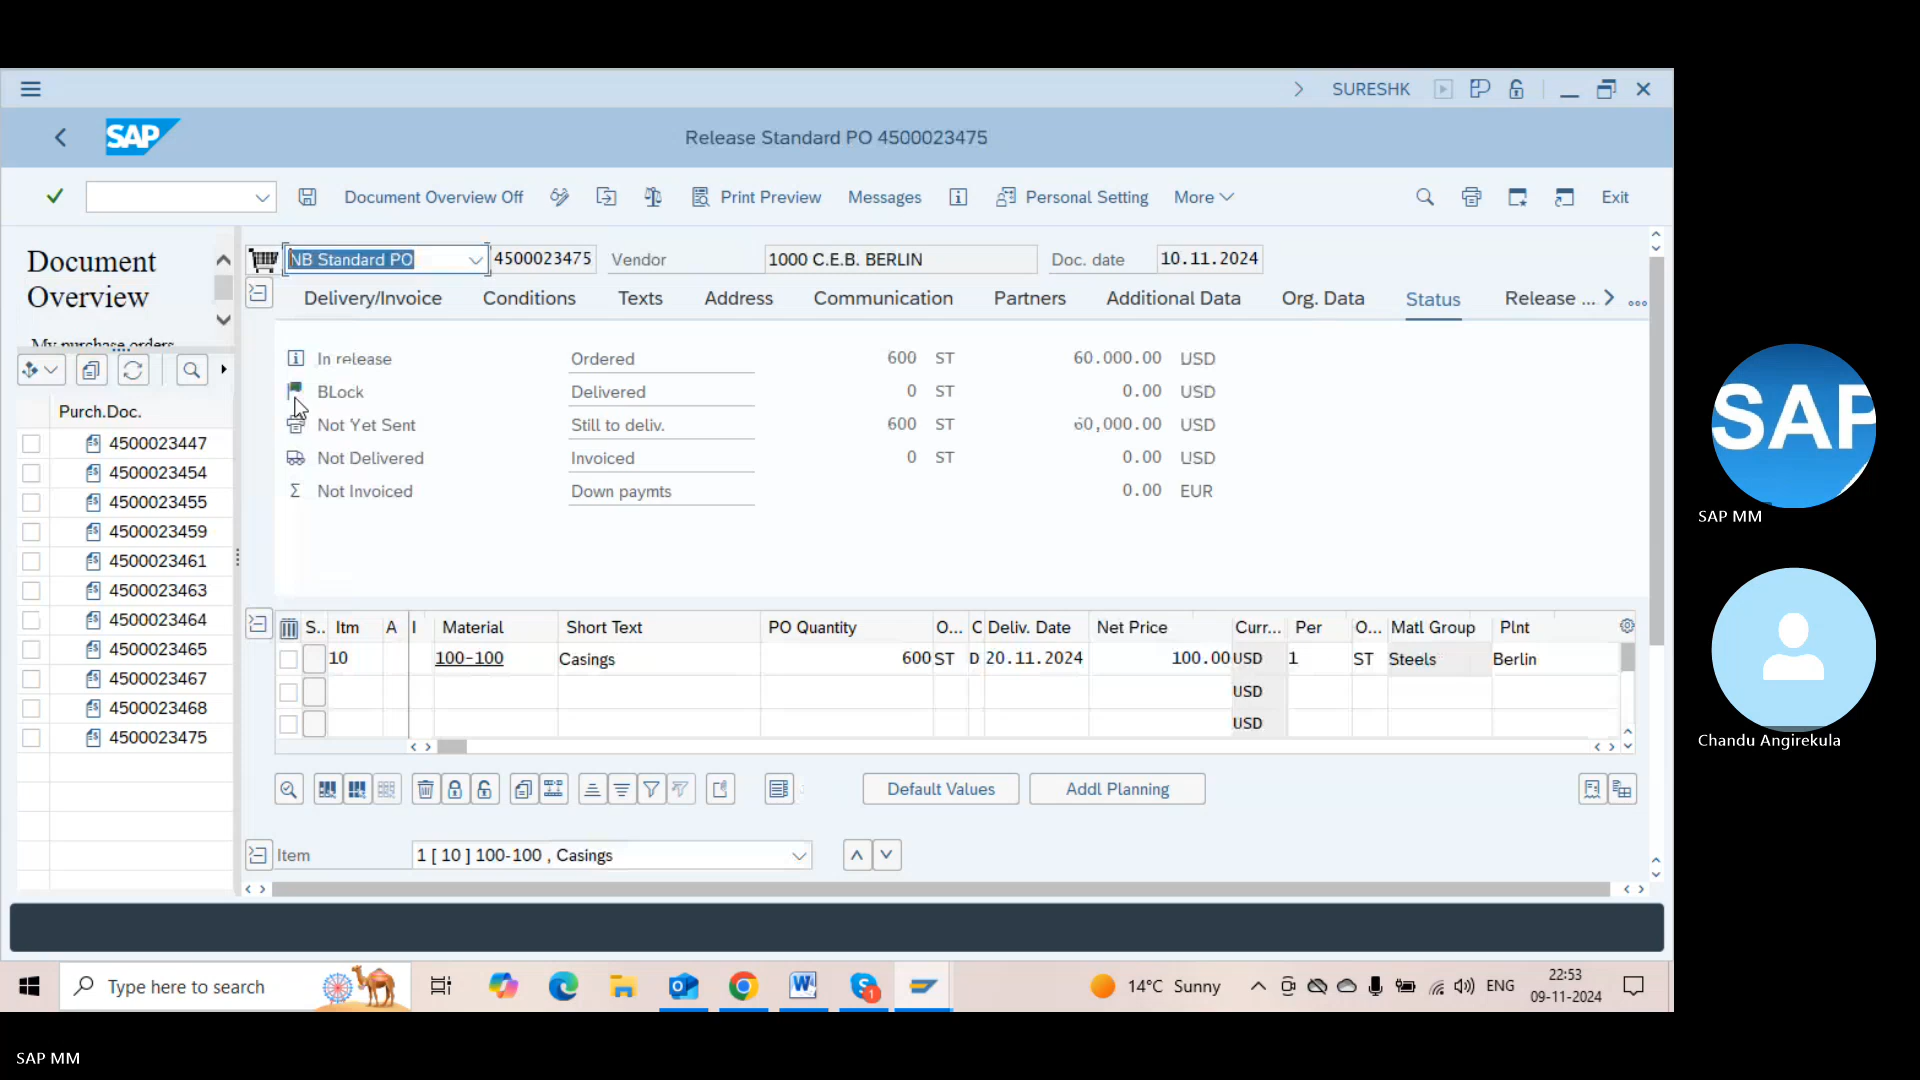 SURESHK
SAP Release Standard PO 4500023475
Document Overview Off Print Preview Messages Personal Setting More Exit
Document
Overview
My purchase orders
NB Standard PO 4500023475 Vendor 1000 C.E.B. BERLIN Doc. date 10.11.2024
Delivery/Invoice Conditions Texts Address Communication Partners Additional Data Org. Data Status Release ...
In release Ordered 600 ST 60.000.00 USD
BLock Delivered 0 ST 0.00 USD
Not Yet Sent Still to deliv. 600 ST 60,000.00 USD
Not Delivered Invoiced 0 ST 0.00 USD
Not Invoiced Down paymts 0.00 EUR
Purch.Doc.
4500023447
4500023454
4500023455
4500023459
4500023461
4500023463
4500023464
4500023465
4500023467
4500023468
4500023475
S.. Itm A I Material Short Text PO Quantity O... C Deliv. Date Net Price Curr... Per O... Matl Group Plnt
10 100-100 Casings 600 ST D 20.11.2024 100.00 USD 1 ST Steels Berlin
USD
USD
Default Values Addl Planning
Item 1 [ 10 ] 100-100 , Casings
Type here to search
1
14°C Sunny
ENG
22:53
09-11-2024
SAP
SAP MM
Chandu Angirekula
SAP MM